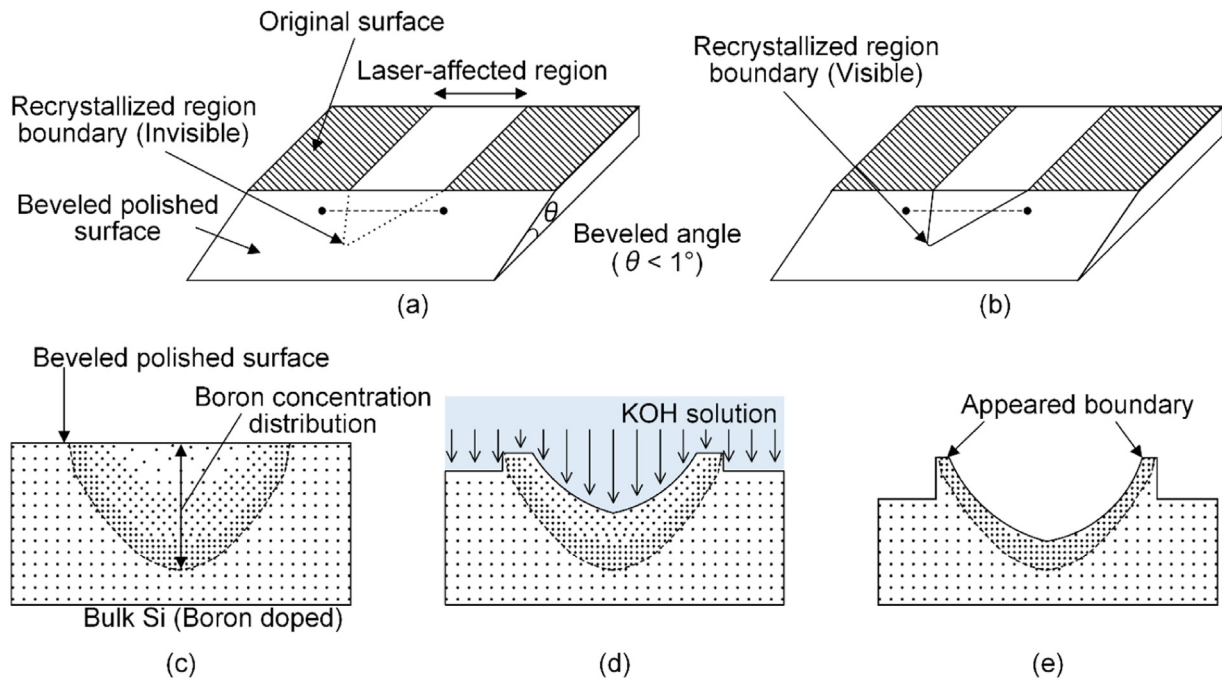 Original surface
Laser-affected region
Recrystallized region
boundary (Invisible)
Beveled polished
surface
θ
Beveled angle
( θ < 1°)
(a)
Recrystallized region
boundary (Visible)
(b)
Beveled polished surface
Boron concentration
distribution
Bulk Si (Boron doped)
(c)
KOH solution
(d)
Appeared boundary
(e)